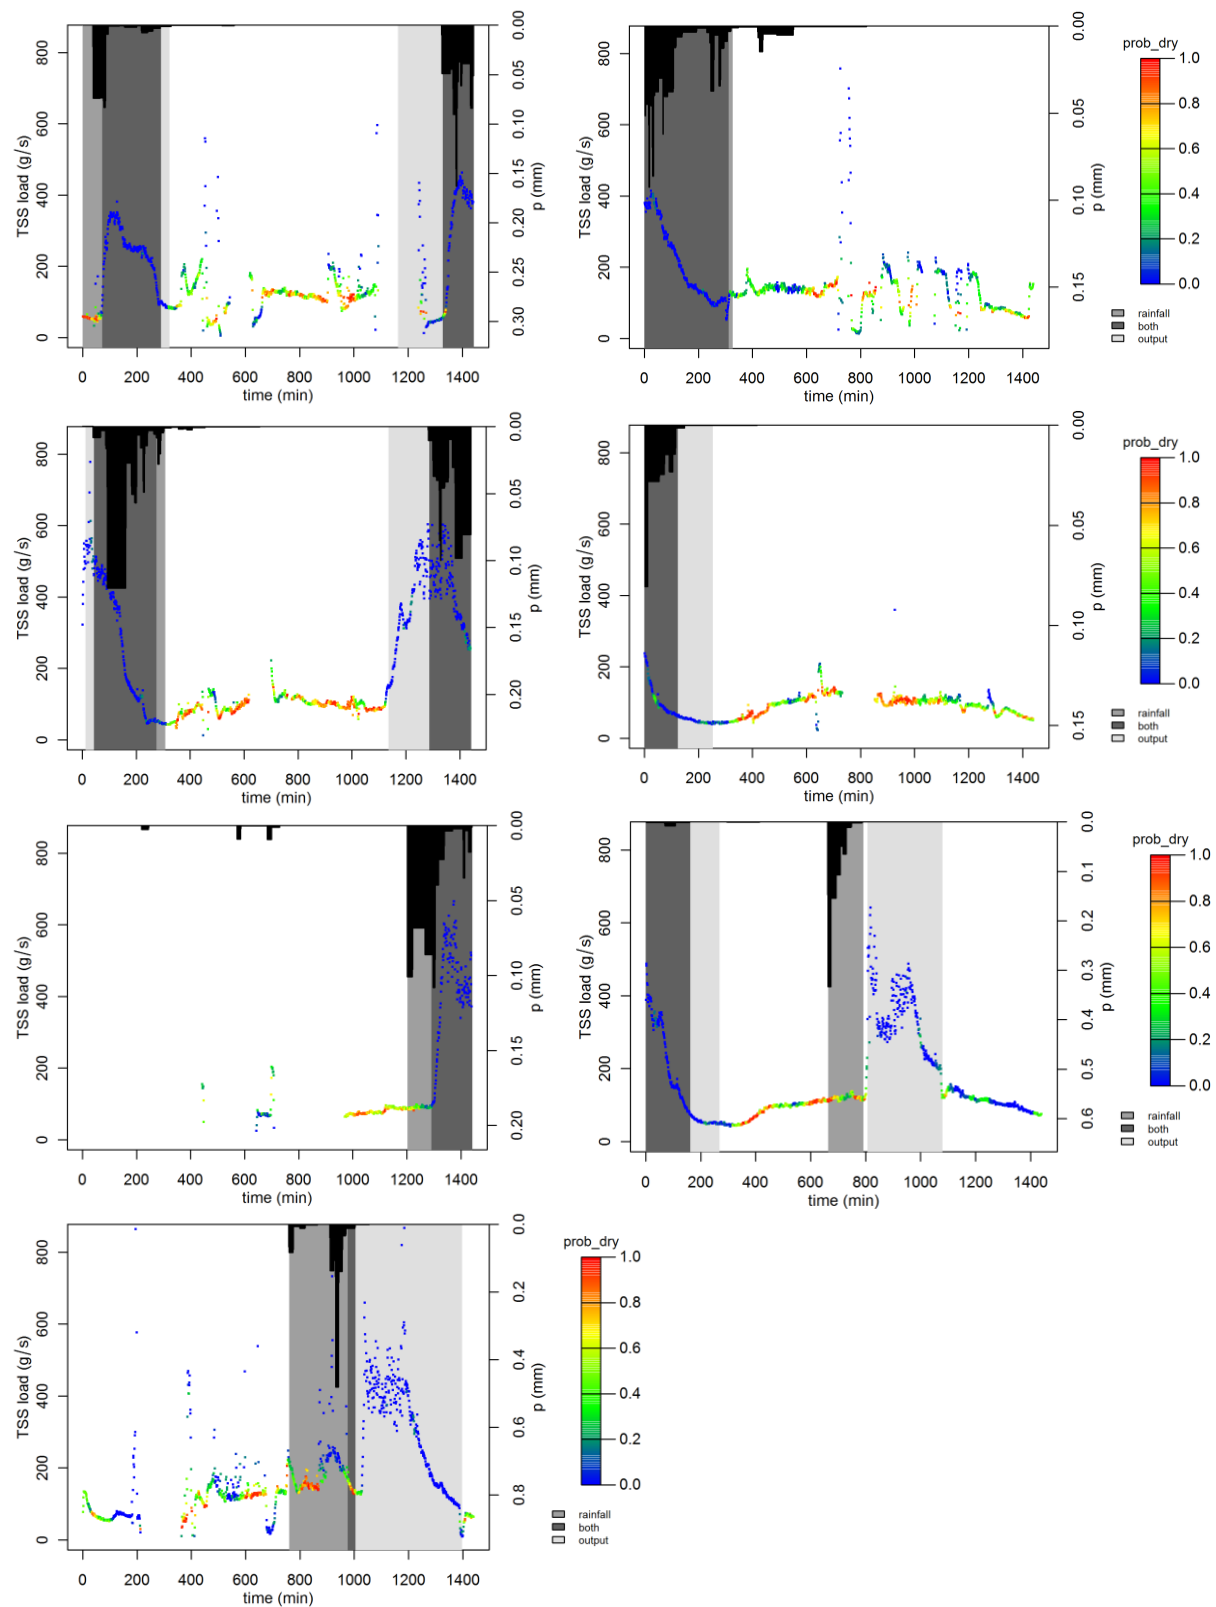 0 200 400 600 800
TSS load (g/s)
0 200 400 600 800 1000 1200 1400
time (min)
0.00 0.05 0.10 0.15 0.20 0.25 0.30
p (mm)
0 200 400 600 800
TSS load (g/s)
0 200 400 600 800 1000 1200 1400
time (min)
0.00 0.05 0.10 0.15
p (mm)
prob_dry
1.0
0.8
0.6
0.4
0.2
0.0
rainfall
both
output
0 200 400 600 800
TSS load (g/s)
0 200 400 600 800 1000 1200 1400
time (min)
0.00 0.05 0.10 0.15 0.20
p (mm)
0 200 400 600 800
TSS load (g/s)
0 200 400 600 800 1000 1200 1400
time (min)
0.00 0.05 0.10 0.15
p (mm)
prob_dry
1.0
0.8
0.6
0.4
0.2
0.0
rainfall
both
output
0 200 400 600 800
TSS load (g/s)
0 200 400 600 800 1000 1200 1400
time (min)
0.00 0.05 0.10 0.15 0.20
p (mm)
0 200 400 600 800
TSS load (g/s)
0 200 400 600 800 1000 1200 1400
time (min)
0.0 0.1 0.2 0.3 0.4 0.5 0.6
p (mm)
prob_dry
1.0
0.8
0.6
0.4
0.2
0.0
rainfall
both
output
0 200 400 600 800
TSS load (g/s)
0 200 400 600 800 1000 1200 1400
time (min)
0.0 0.2 0.4 0.6 0.8
p (mm)
prob_dry
1.0
0.8
0.6
0.4
0.2
0.0
rainfall
both
output